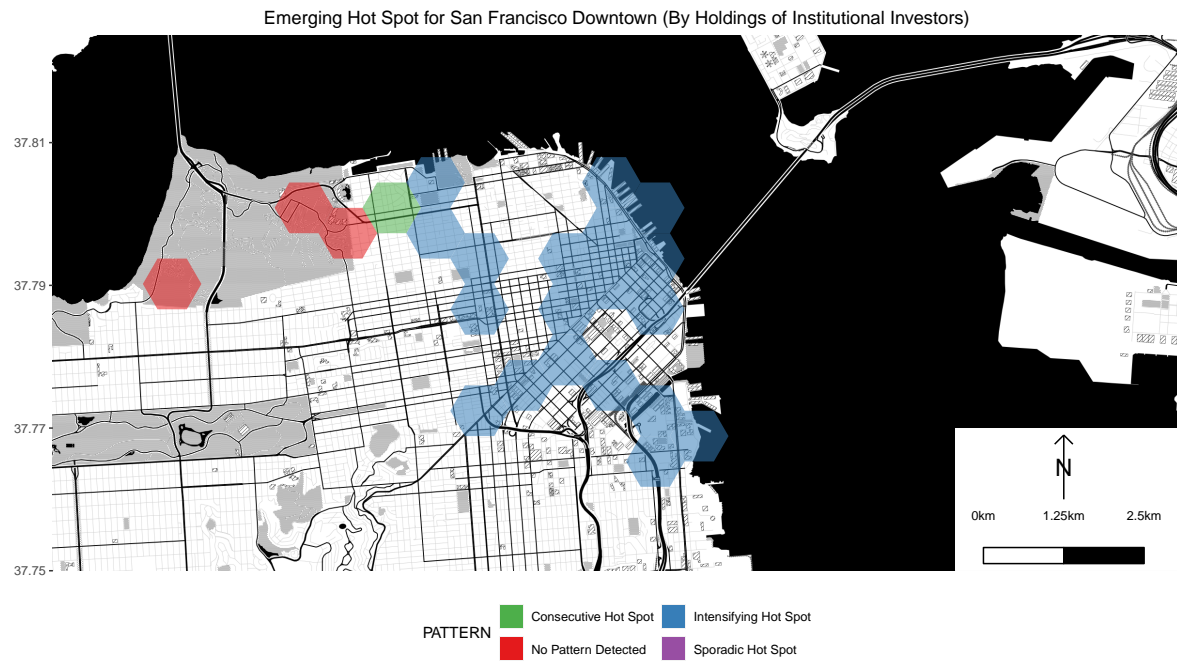 Emerging Hot Spot for San Francisco Downtown (By Holdings of Institutional Investors)
37.81
37.79
37.77
37.75
N
0km 1.25km 2.5km
PATTERN
Consecutive Hot Spot Intensifying Hot Spot
No Pattern Detected Sporadic Hot Spot